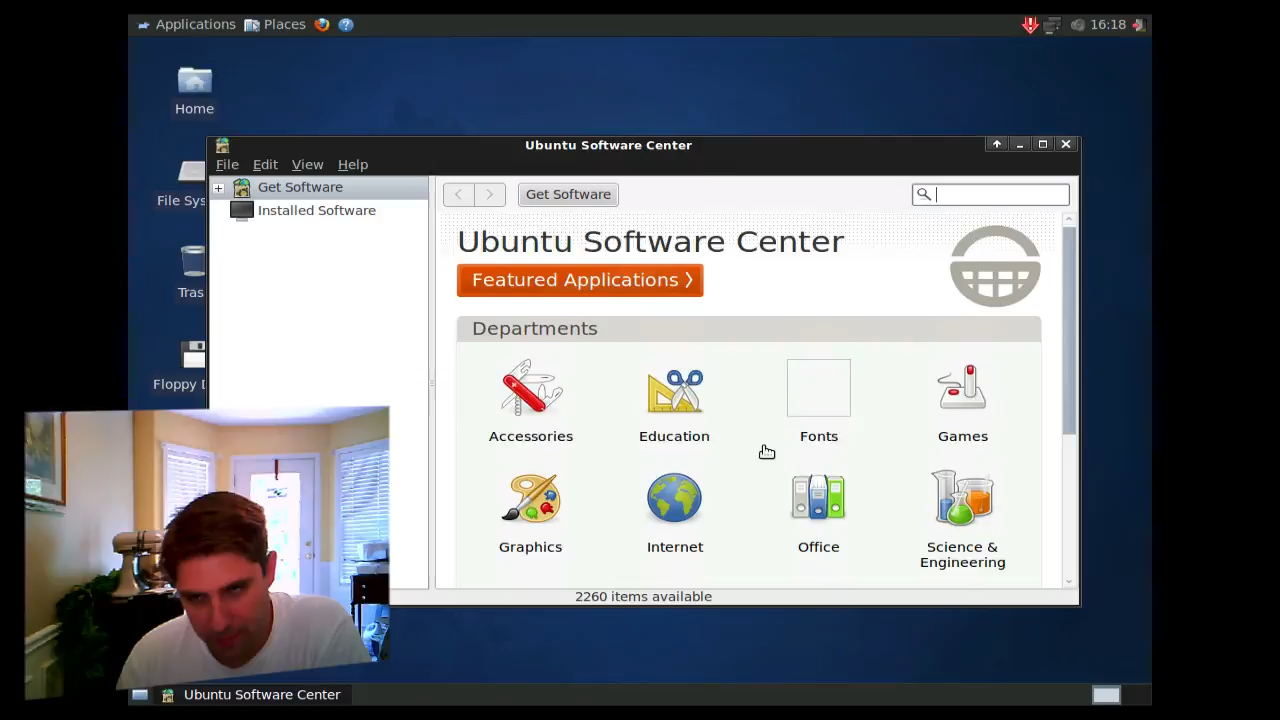 Applications Places 16:18
Home
Ubuntu Software Center
File Edit View Help
Get Software
Get Software
File Sys
Installed Software
Ubuntu Software Center
Featured Applications
Tras
Departments
Floppy D
Accessories Education Fonts Games
Graphics Internet Office Science &
Engineering
2260 items available
Ubuntu Software Center